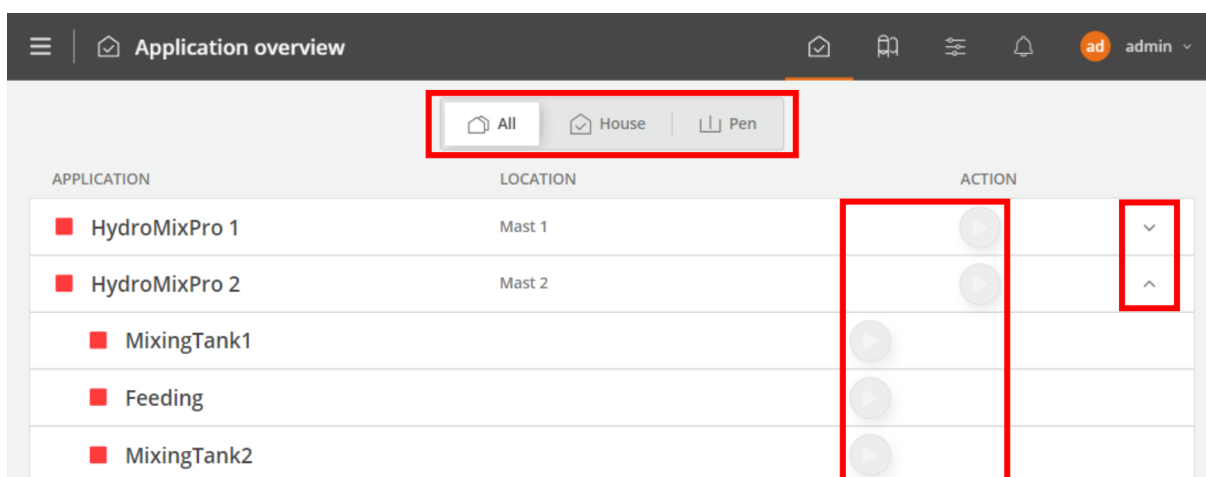 Application overview
ad admin
All House Pen
APPLICATION LOCATION ACTION
HydroMixPro 1 Mast 1
HydroMixPro 2 Mast 2
MixingTank1
Feeding
MixingTank2